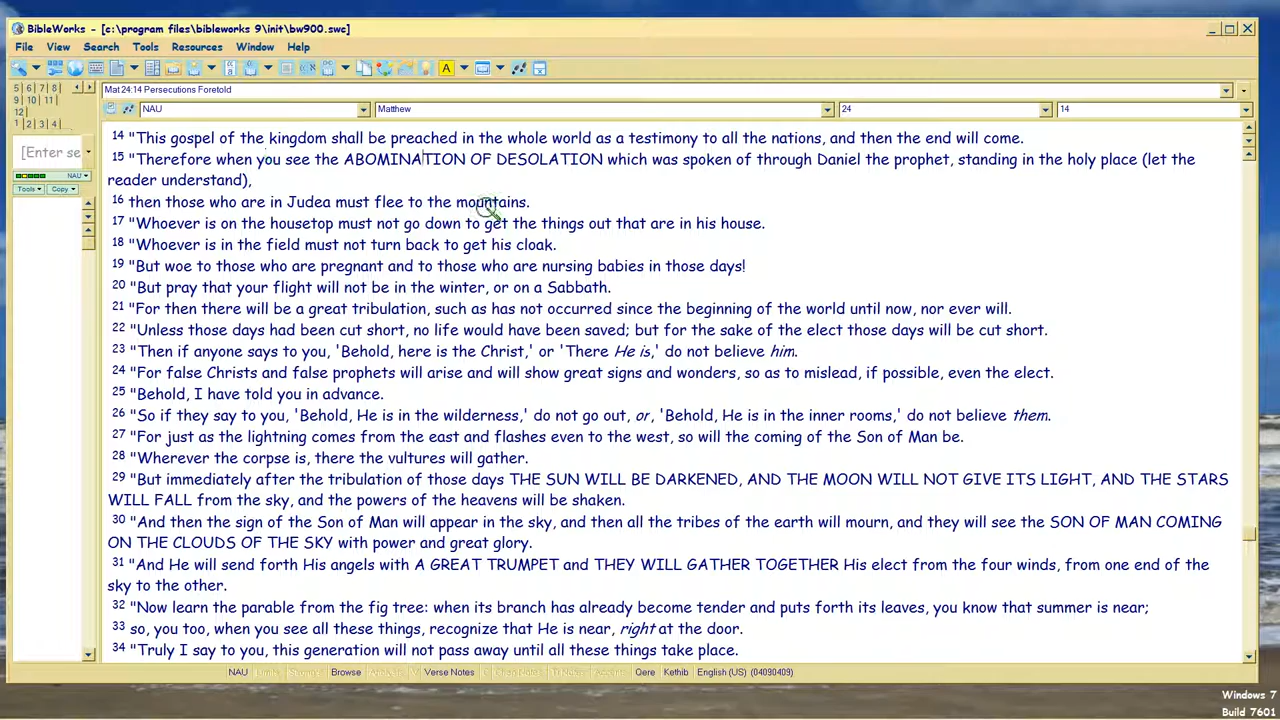 BibleWorks - [c:\program files\bibleworks 9\init\bw900.swc]
File View Search Tools Resources Window Help
5 | 6 | 7 | 8 |
9 | 10 | 11 |
12 |
1 | 2 | 3 | 4 |
Mat 24:14 Persecutions Foretold
NAU Matthew 24 14
[Enter se
NAU
Tools Copy
14 "This gospel of the kingdom shall be preached in the whole world as a testimony to all the nations, and then the end will come.
15 "Therefore when you see the ABOMINATION OF DESOLATION which was spoken of through Daniel the prophet, standing in the holy place (let the
reader understand),
16 then those who are in Judea must flee to the mountains.
17 "Whoever is on the housetop must not go down to get the things out that are in his house.
18 "Whoever is in the field must not turn back to get his cloak.
19 "But woe to those who are pregnant and to those who are nursing babies in those days!
20 "But pray that your flight will not be in the winter, or on a Sabbath.
21 "For then there will be a great tribulation, such as has not occurred since the beginning of the world until now, nor ever will.
22 "Unless those days had been cut short, no life would have been saved; but for the sake of the elect those days will be cut short.
23 "Then if anyone says to you, 'Behold, here is the Christ,' or 'There He is,' do not believe him.
24 "For false Christs and false prophets will arise and will show great signs and wonders, so as to mislead, if possible, even the elect.
25 "Behold, I have told you in advance.
26 "So if they say to you, 'Behold, He is in the wilderness,' do not go out, or, 'Behold, He is in the inner rooms,' do not believe them.
27 "For just as the lightning comes from the east and flashes even to the west, so will the coming of the Son of Man be.
28 "Wherever the corpse is, there the vultures will gather.
29 "But immediately after the tribulation of those days THE SUN WILL BE DARKENED, AND THE MOON WILL NOT GIVE ITS LIGHT, AND THE STARS
WILL FALL from the sky, and the powers of the heavens will be shaken.
30 "And then the sign of the Son of Man will appear in the sky, and then all the tribes of the earth will mourn, and they will see the SON OF MAN COMING
ON THE CLOUDS OF THE SKY with power and great glory.
31 "And He will send forth His angels with A GREAT TRUMPET and THEY WILL GATHER TOGETHER His elect from the four winds, from one end of the
sky to the other.
32 "Now learn the parable from the fig tree: when its branch has already become tender and puts forth its leaves, you know that summer is near;
33 so, you too, when you see all these things, recognize that He is near, right at the door.
34 "Truly I say to you, this generation will not pass away until all these things take place.
NAU Browse Verse Notes Qere Kethib English (US) (04090409)
Windows 7
Build 7601